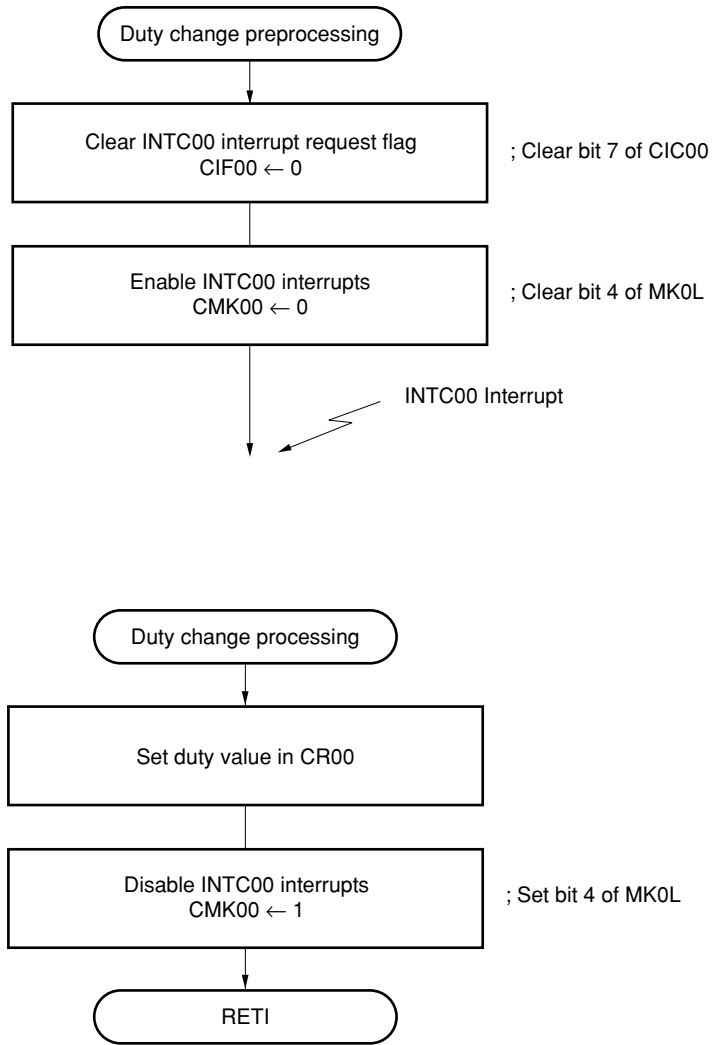 Duty change preprocessing
Clear INTC00 interrupt request flag
CIF00 ← 0
; Clear bit 7 of CIC00
Enable INTC00 interrupts
CMK00 ← 0
; Clear bit 4 of MK0L
INTC00 Interrupt
Duty change processing
Set duty value in CR00
Disable INTC00 interrupts
CMK00 ← 1
; Set bit 4 of MK0L
RETI